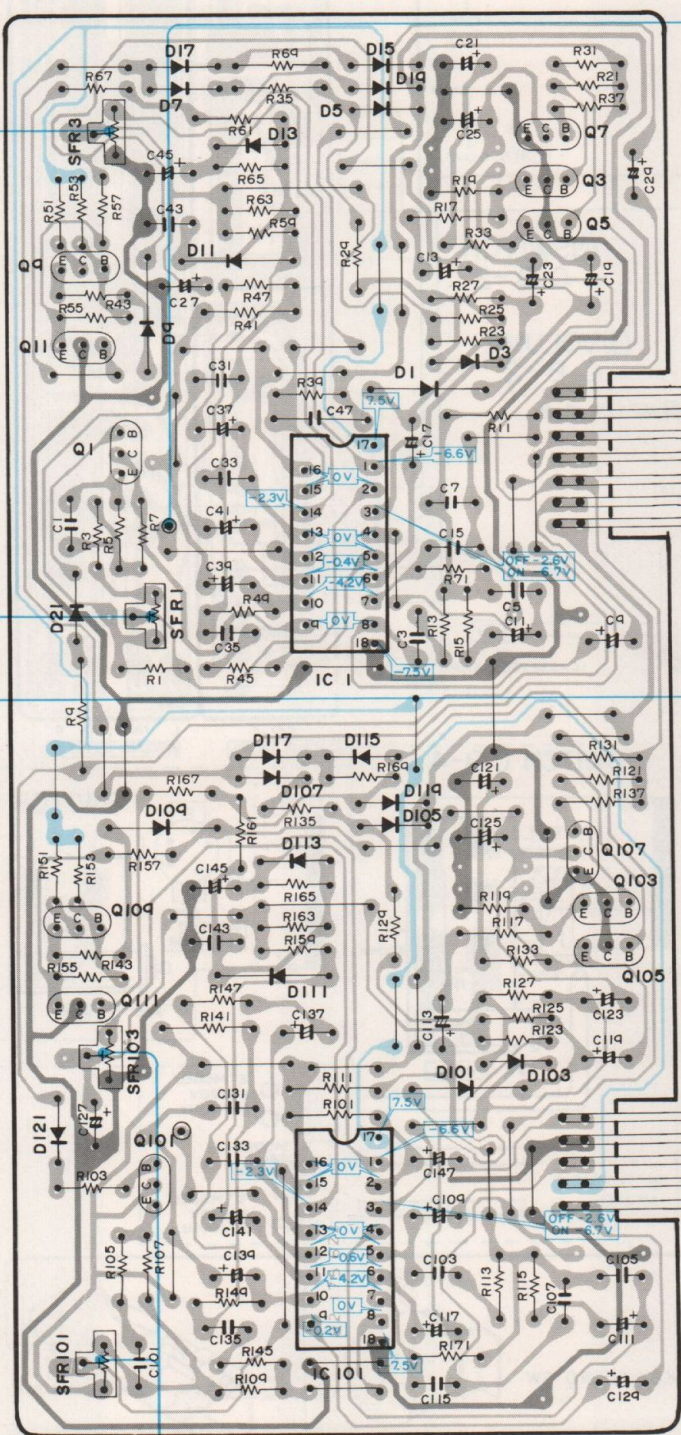 D17 R69 D15 C21 + R31
R67 D7 R35 D19 R21
D5 R37
SFR3 R61 D13 C25 + E C B Q7
C45 + R65 E C B Q3 C29 +
R51 R53 R57 C43 R63 R19
R59 R17 E C B Q5
Q9 E C B D11 R29 R33
C13 + C23 + C19 +
R55 R43 C27 + R47 R27
R41 R25
Q11 E C B D9 R23
D3
C31 R39 D1
C37 + C47 7.5V C17 + R11
Q1 B C E 17 -6.6V
C33 16 0V 1
-2.3V 15 2 C7
C1 R3 R5 R7 14 3
C41 + 13 0V 4 C15
12 -0.4V 5 OFF -2.6V
ON -6.7V
C39 + 11 -4.2V 6 R71
D21 SFR1 R49 10 7 C5
C35 9 0V 8 C3 R13 R15 C11 + C9 +
18
R1 R45 IC 1 -7.5V
R9
D117 D115 R131
R167 R169 C121 + R121
D109 D107 D119
R161 R135 D105 R137
R151 R153 R157 D113 C125 + B C E Q107
C145 + R165 Q103
Q109 E C B R163 R129 R119 E C B
C143 R159 R117
R155 R143 R133 E C B Q105
D111
Q111 E C B R147 R127
R141 C137 + C113 + R125 C123 +
R123
SFR103 C119 +
R111 D101 D103
D121 C127 + C131 R101
7.5V
Q101 17 -6.6V
B C E C133 16 0V 1 C147 +
R103 -2.3V 15 2
14 3 C109 +
C141 + 13 0V 4 OFF -2.6V
ON -6.7V
R105 R107 C139 + 12 -0.6V 5 C103 C105
11 -4.2V 6 R113 R115 C107
R149 10 0V 7
9 8
C135 -0.2V 18 C117 + C111 +
SFR101 C101 R145 7.5V R171
R109 IC 101 C115 C129 +